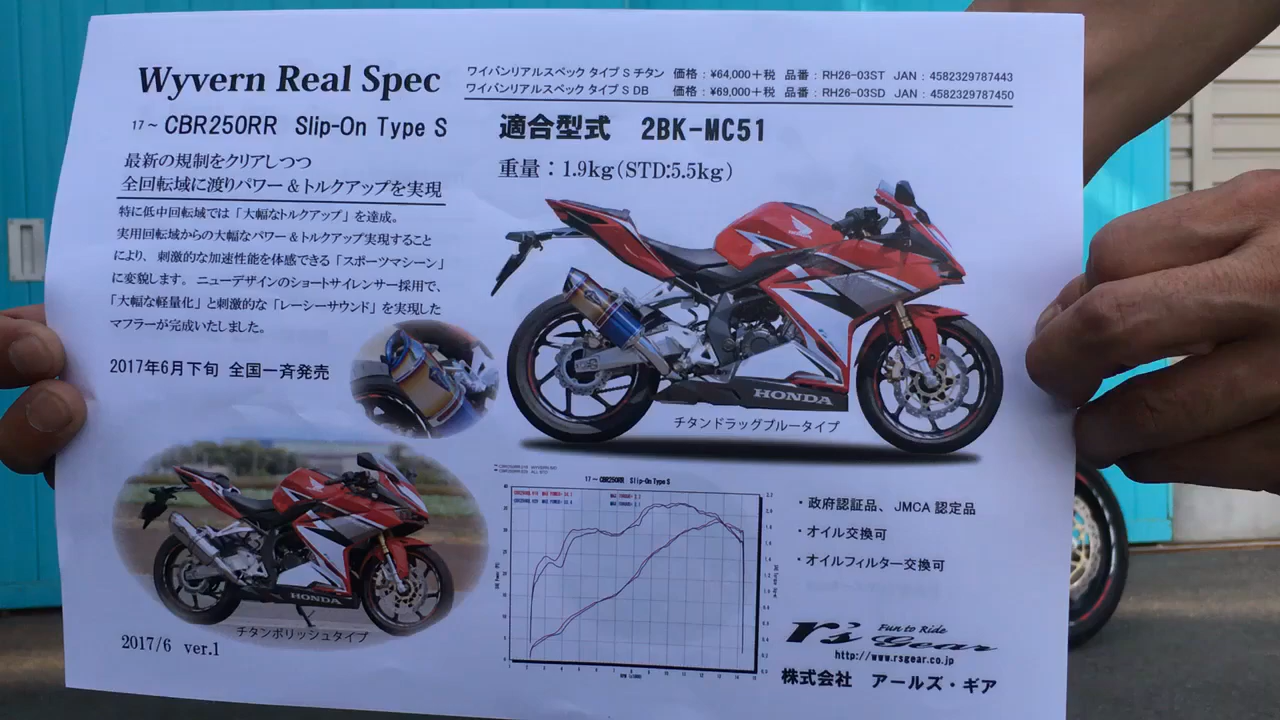 Wyvern Real Spec
ワイバンリアルスペック タイプ S チタン 価格：¥64,000＋税 品番：RH26-03ST JAN：4582329787443
ワイバンリアルスペック タイプ S DB 価格：¥69,000＋税 品番：RH26-03SD JAN：4582329787450
17～ CBR250RR Slip-On Type S
適合型式 2BK-MC51
重量：1.9kg（STD:5.5kg）
最新の規制をクリアしつつ
全回転域に渡りパワー＆トルクアップを実現
特に低中回転域では「大幅なトルクアップ」を達成。
実用回転域からの大幅なパワー＆トルクアップ実現すること
により、刺激的な加速性能を体感できる「スポーツマシーン」
に変貌します。ニューデザインのショートサイレンサー採用で、
「大幅な軽量化」と刺激的な「レーシーサウンド」を実現した
マフラーが完成いたしました。
2017年6月下旬 全国一斉発売
HONDA
チタンドラッグブルータイプ
HONDA
チタンポリッシュタイプ
2017/6 ver.1
17～ CBR250RR Slip-On Type S
・政府認証品、JMCA 認定品
・オイル交換可
・オイルフィルター交換可
r's Gear
Fun to Ride
http://www.rsgear.co.jp
株式会社 アールズ・ギア